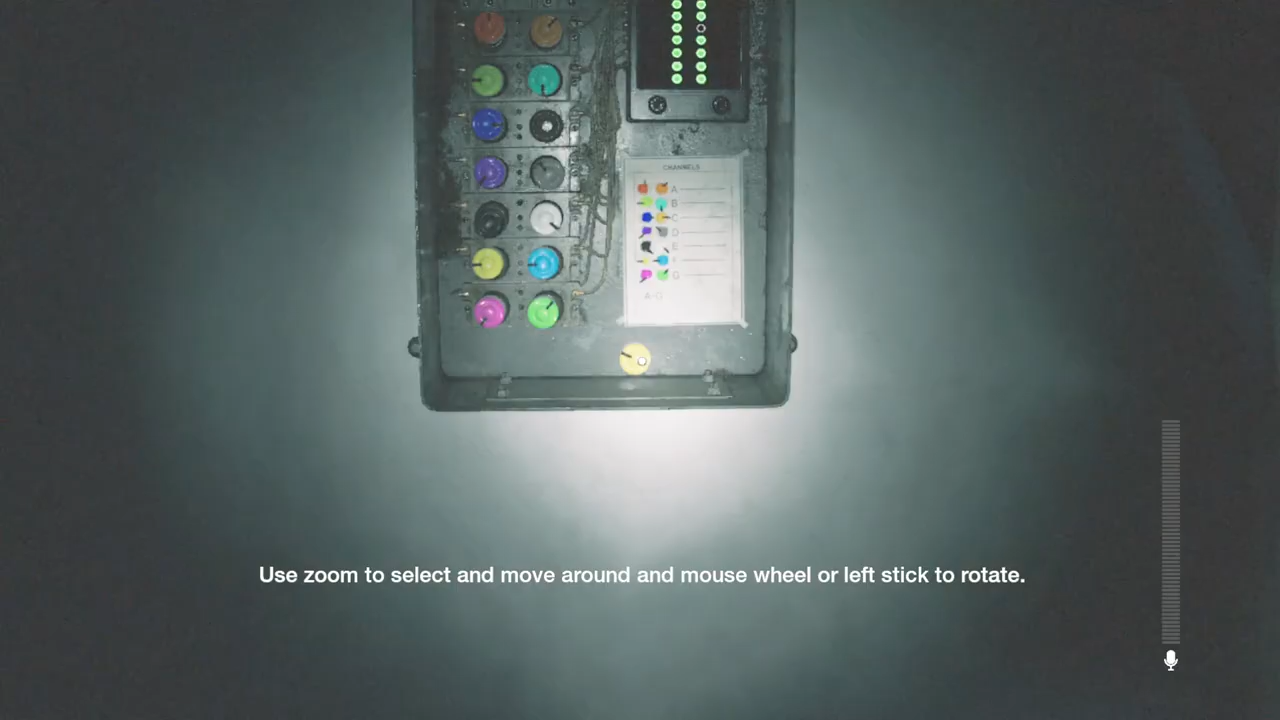 CHANNELS
A
B
C
D
E
F
G
A-G
Use zoom to select and move around and mouse wheel or left stick to rotate.